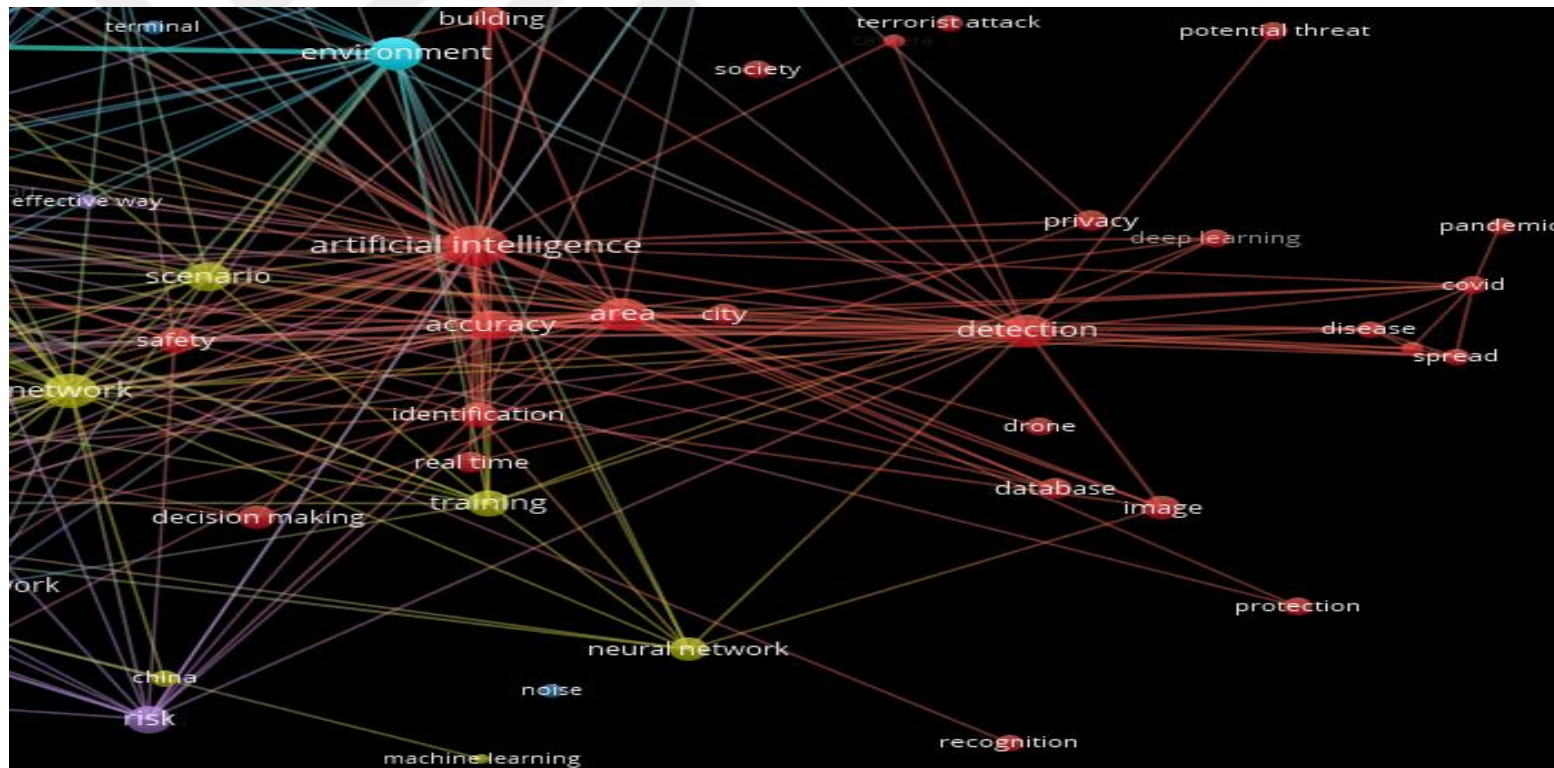 building
terrorist attack
terminal
potential threat
camera
environment
society
effective way
privacy
pandemic
deep learning
artificial intelligence
scenario
covid
area
city
accuracy
detection
disease
safety
spread
network
identification
drone
real time
database
training
image
decision making
ork
protection
neural network
china
noise
risk
recognition
machine learning